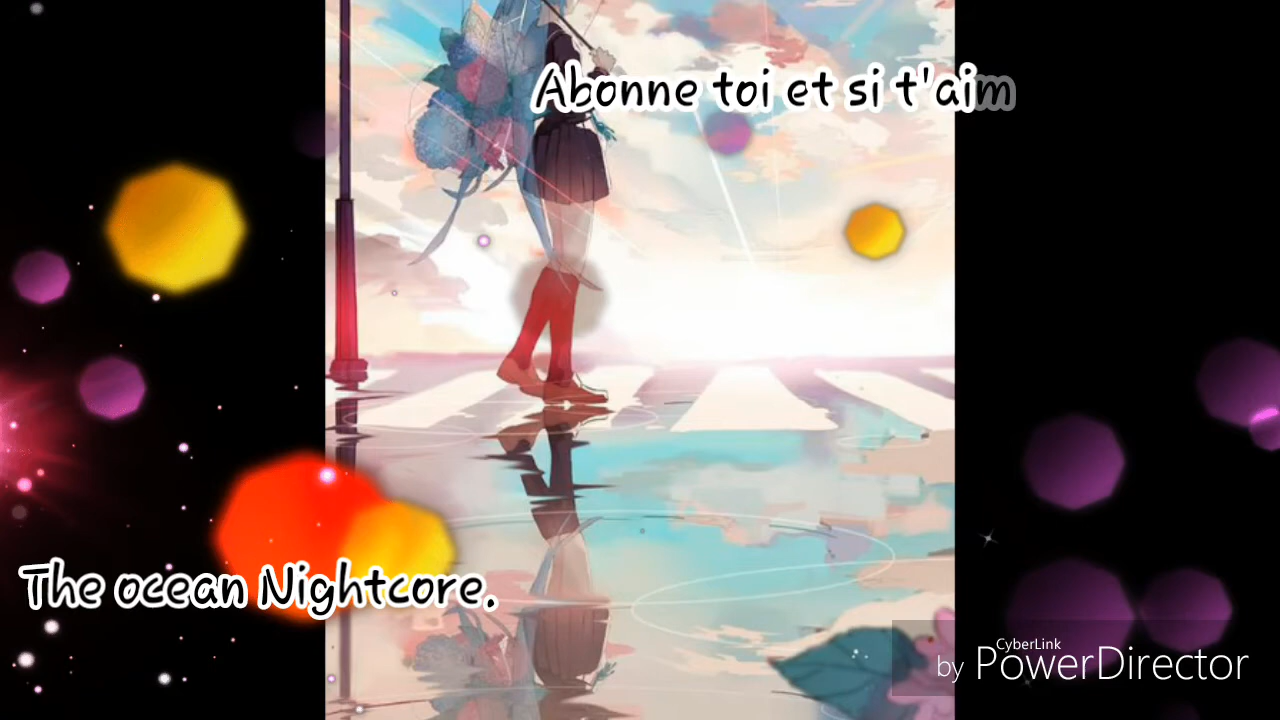 Abonne toi et si t'aim
The ocean Nightcore.
CyberLink
by PowerDirector